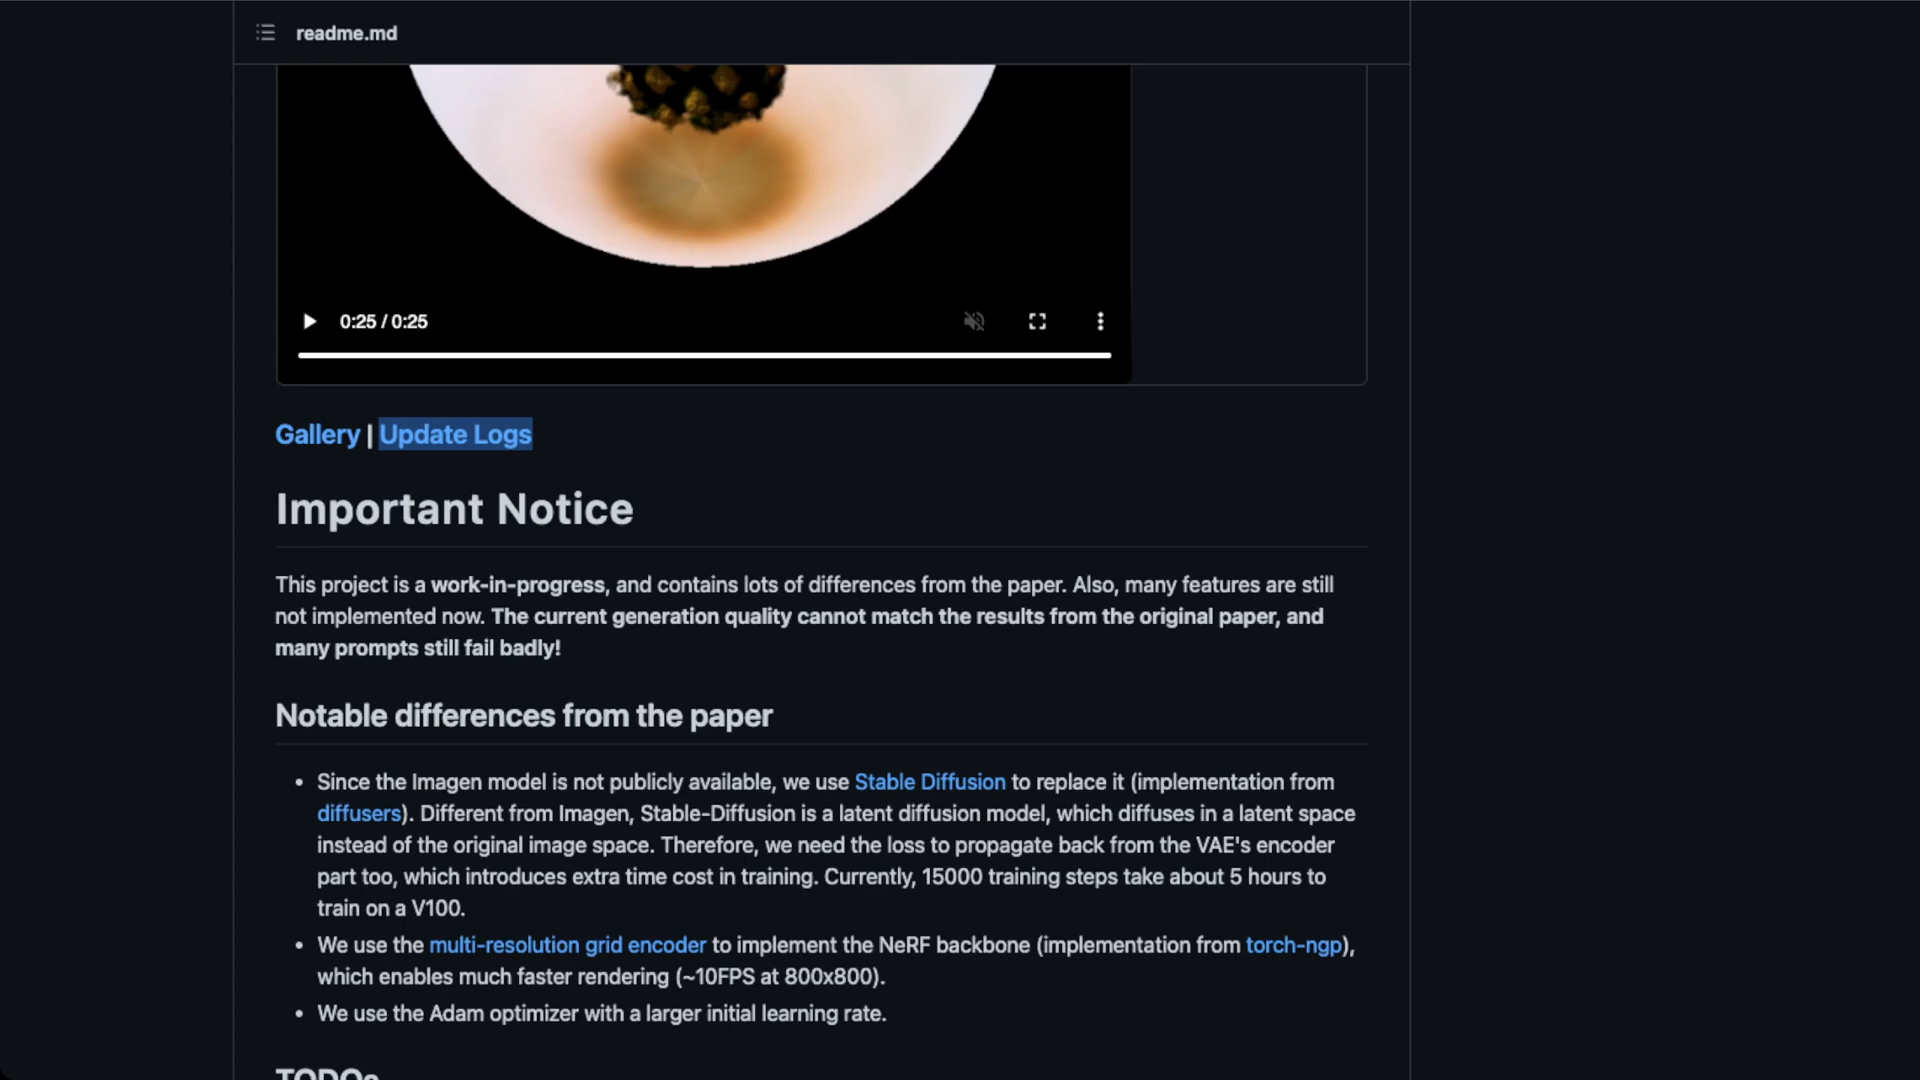 readme.md
0:25 / 0:25
Gallery | Update Logs
Important Notice
This project is a work-in-progress, and contains lots of differences from the paper. Also, many features are still
not implemented now. The current generation quality cannot match the results from the original paper, and
many prompts still fail badly!
Notable differences from the paper
• Since the Imagen model is not publicly available, we use Stable Diffusion to replace it (implementation from
diffusers). Different from Imagen, Stable-Diffusion is a latent diffusion model, which diffuses in a latent space
instead of the original image space. Therefore, we need the loss to propagate back from the VAE's encoder
part too, which introduces extra time cost in training. Currently, 15000 training steps take about 5 hours to
train on a V100.
• We use the multi-resolution grid encoder to implement the NeRF backbone (implementation from torch-ngp),
which enables much faster rendering (~10FPS at 800x800).
• We use the Adam optimizer with a larger initial learning rate.
TODOs